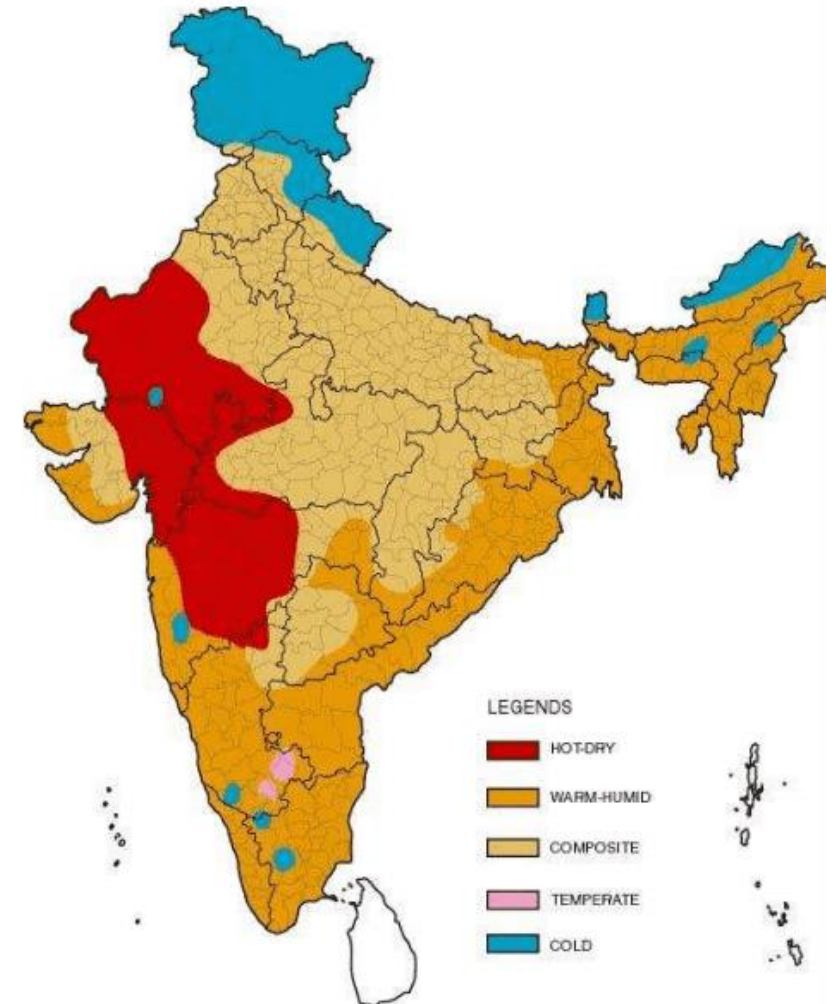 LEGENDS
HOT-DRY
WARM-HUMID
COMPOSITE
TEMPERATE
COLD